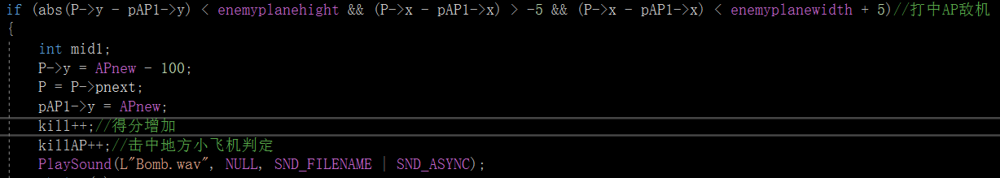 if (abs(P->y - pAP1->y) < enemyplanehight && (P->x - pAP1->x) > -5 && (P->x - pAP1->x) < enemyplanewidth + 5)//打中AP敌机
{
int mid1;
P->y = APnew - 100;
P = P->pnext;
pAP1->y = APnew;
kill++;//得分增加
killAP++;//击中地方小飞机判定
PlaySound(L"Bomb.wav", NULL, SND_FILENAME | SND_ASYNC);